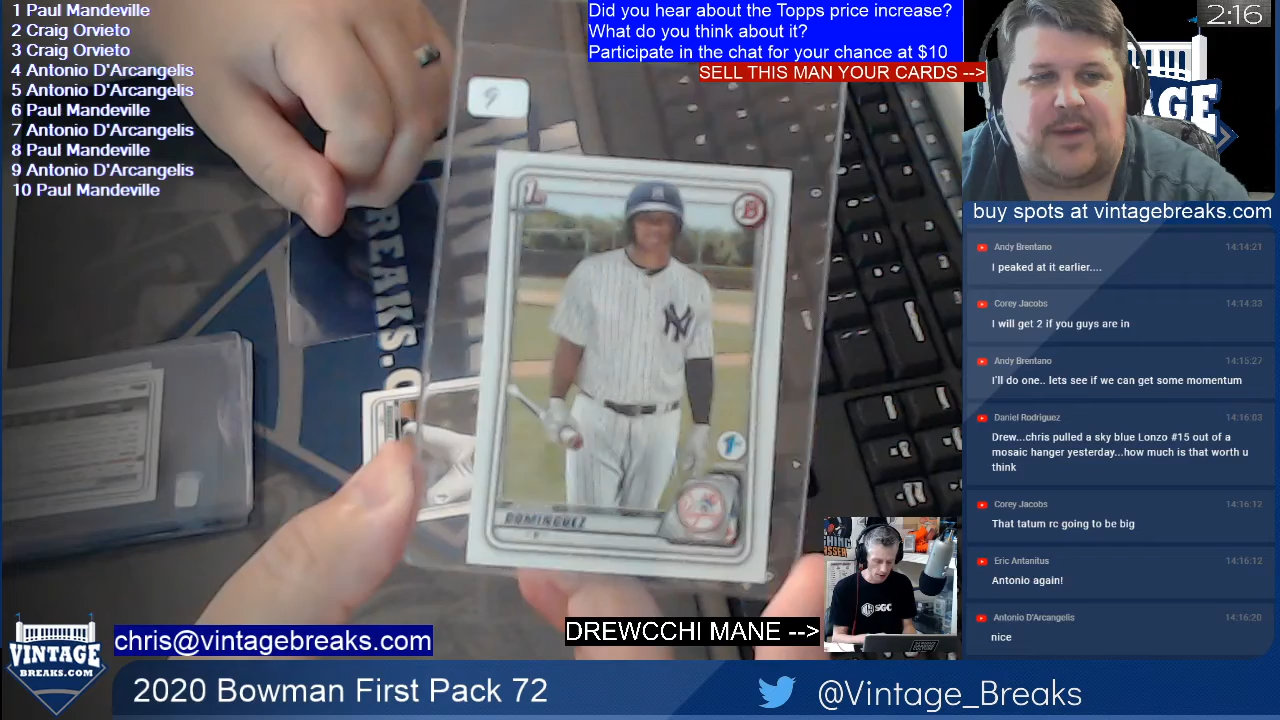 1 Paul Mandeville
2 Craig Orvieto
3 Craig Orvieto
4 Antonio D'Arcangelis
5 Antonio D'Arcangelis
6 Paul Mandeville
7 Antonio D'Arcangelis
8 Paul Mandeville
9 Antonio D'Arcangelis
10 Paul Mandeville
Did you hear about the Topps price increase?
What do you think about it?
Participate in the chat for your chance at $10
SELL THIS MAN YOUR CARDS -->
2:16
AGE
buy spots at vintagebreaks.com
Andy Brentano 14:14:21
I peaked at it earlier....
Corey Jacobs 14:14:33
I will get 2 if you guys are in
Andy Brentano 14:15:27
I'll do one.. lets see if we can get some momentum
Daniel Rodriguez 14:16:03
Drew...chris pulled a sky blue Lonzo #15 out of a
mosaic hanger yesterday...how much is that worth u
think
Corey Jacobs 14:16:12
That tatum rc going to be big
Eric Antanitus 14:16:12
Antonio again!
Antonio D'Arcangelis 14:16:20
nice
9
B
NY
1st
DOMINGUEZ
REAKS.C
SGC
DREWCCHI MANE -->
chris@vintagebreaks.com
VINTAGE
BREAKS.COM
2020 Bowman First Pack 72
@Vintage_Breaks